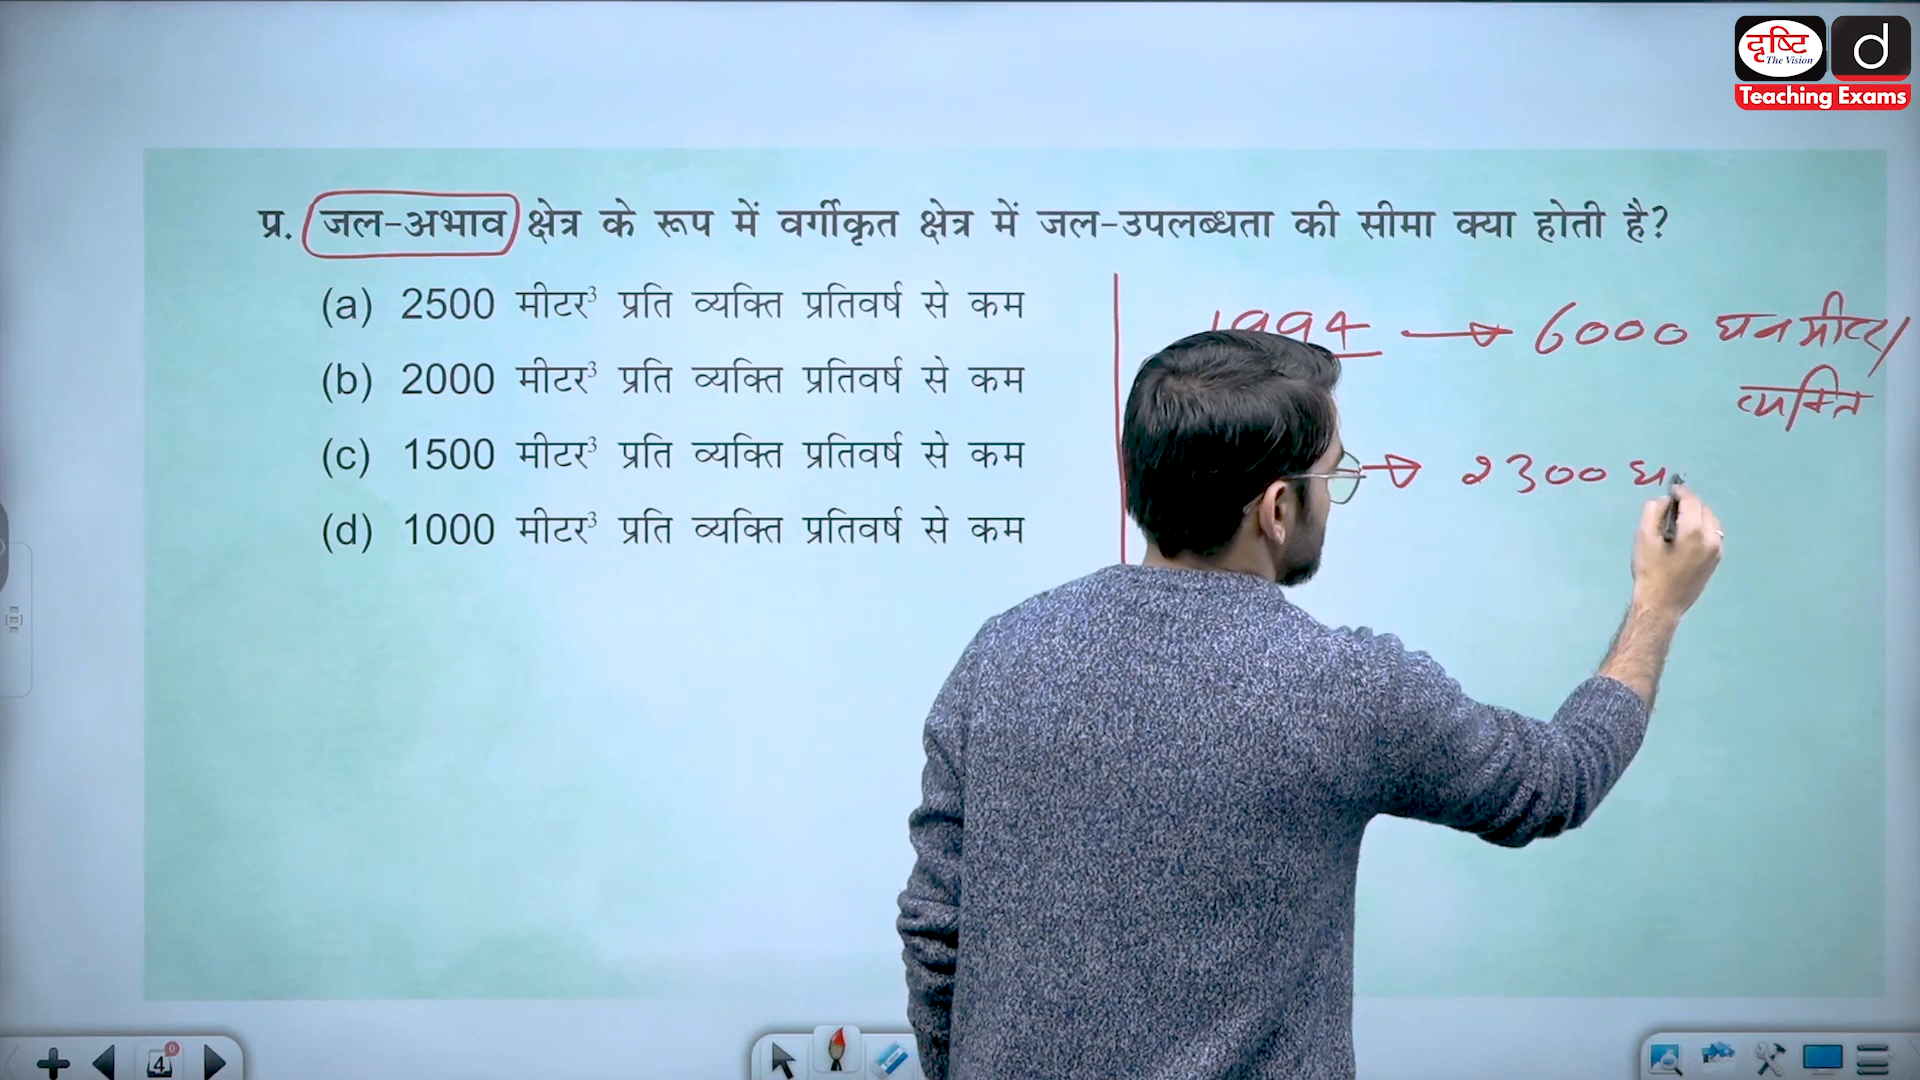 दृष्टि
The Vision
d
Teaching Exams
प्र. जल-अभाव क्षेत्र के रूप में वर्गीकृत क्षेत्र में जल-उपलब्धता की सीमा क्या होती है?
(a) 2500 मीटर³ प्रति व्यक्ति प्रतिवर्ष से कम
(b) 2000 मीटर³ प्रति व्यक्ति प्रतिवर्ष से कम
(c) 1500 मीटर³ प्रति व्यक्ति प्रतिवर्ष से कम
(d) 1000 मीटर³ प्रति व्यक्ति प्रतिवर्ष से कम
1994 → 6000 घन मीटर/
व्यक्ति
→ 2300 घ
4
0